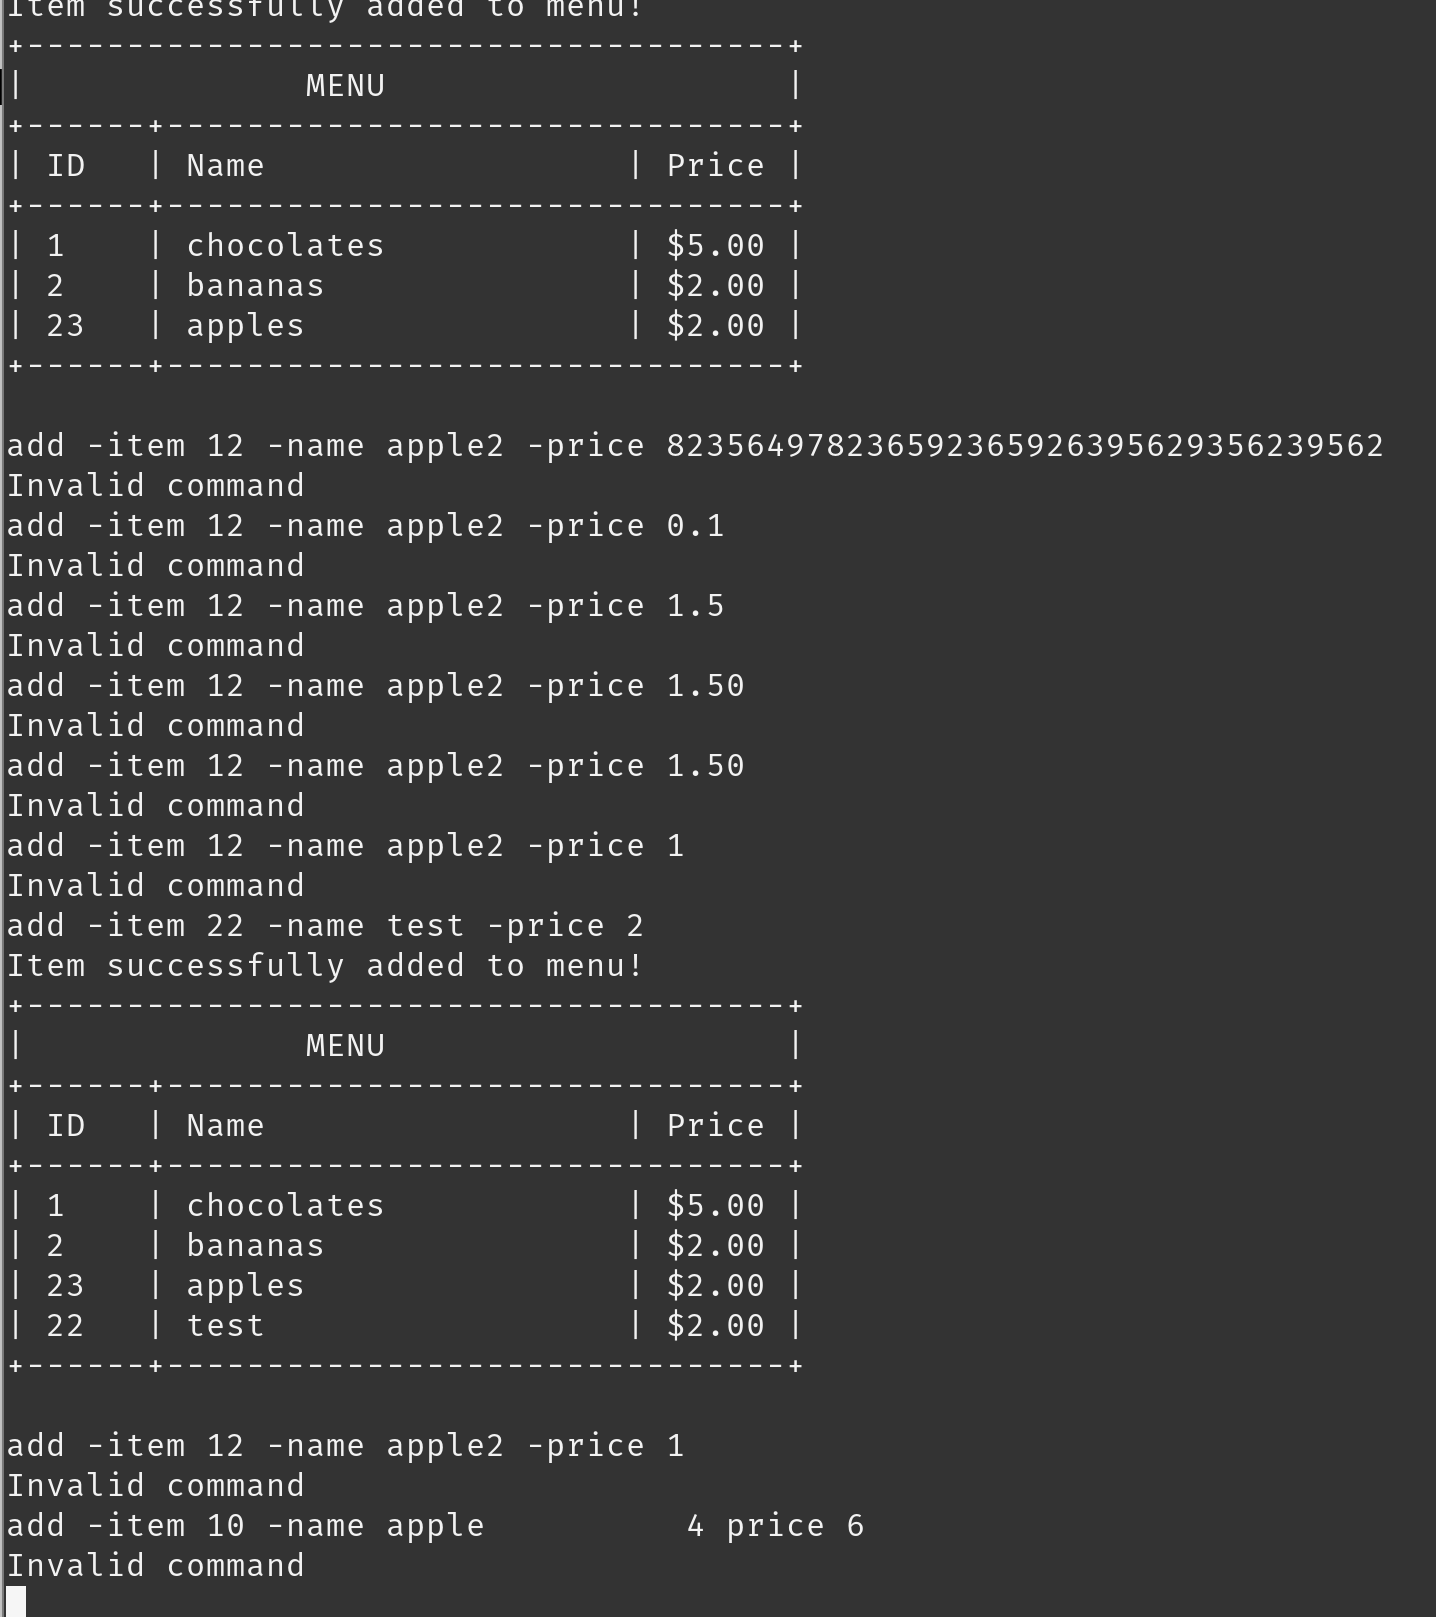 Item successfully added to menu!
+--------------------------------------+
|              MENU                    |
+------+-------------------------------+
| ID   | Name                  | Price |
+------+-------------------------------+
| 1    | chocolates            | $5.00 |
| 2    | bananas               | $2.00 |
| 23   | apples                | $2.00 |
+------+-------------------------------+
add -item 12 -name apple2 -price 823564978236592365926395629356239562
Invalid command
add -item 12 -name apple2 -price 0.1
Invalid command
add -item 12 -name apple2 -price 1.5
Invalid command
add -item 12 -name apple2 -price 1.50
Invalid command
add -item 12 -name apple2 -price 1.50
Invalid command
add -item 12 -name apple2 -price 1
Invalid command
add -item 22 -name test -price 2
Item successfully added to menu!
+--------------------------------------+
|              MENU                    |
+------+-------------------------------+
| ID   | Name                  | Price |
+------+-------------------------------+
| 1    | chocolates            | $5.00 |
| 2    | bananas               | $2.00 |
| 23   | apples                | $2.00 |
| 22   | test                  | $2.00 |
+------+-------------------------------+
add -item 12 -name apple2 -price 1
Invalid command
add -item 10 -name apple          4 price 6
Invalid command